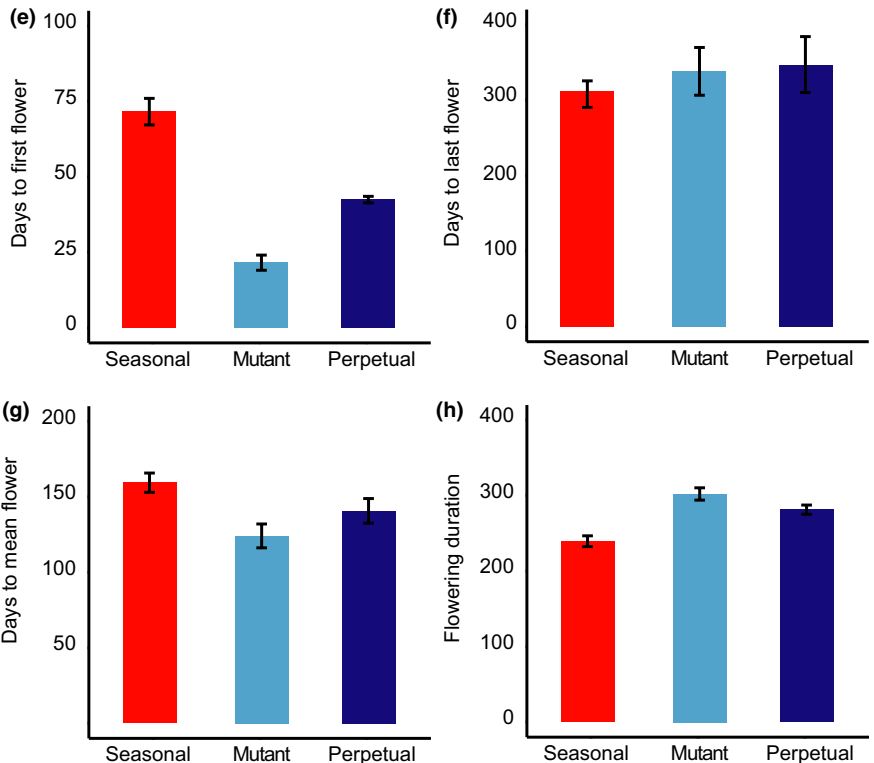 (e)
Days to first flower
100
75
50
25
0
Seasonal Mutant Perpetual
(f)
Days to last flower
400
300
200
100
0
Seasonal Mutant Perpetual
(g)
Days to mean flower
200
150
100
50
Seasonal Mutant Perpetual
(h)
Flowering duration
400
300
200
100
0
Seasonal Mutant Perpetual